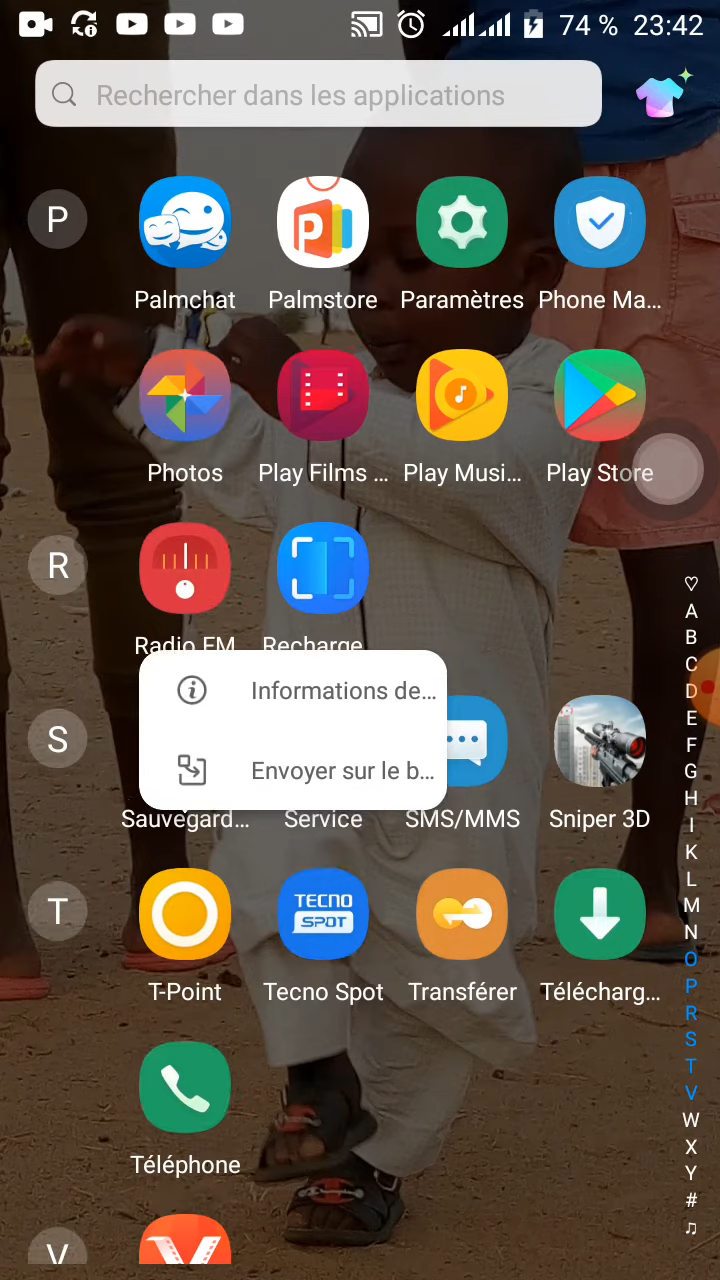 74 % 23:42
Rechercher dans les applications
P
Palmchat Palmstore Paramètres Phone Ma...
Photos Play Films ... Play Musi... Play Store
R
Radio FM Recharge
Informations de...
S
Envoyer sur le b...
Sauvegard... Service SMS/MMS Sniper 3D
T
TECNO
SPOT
T-Point Tecno Spot Transférer Télécharg...
Téléphone
V
♡
A
B
C
D
E
F
G
H
I
K
L
M
N
O
P
R
S
T
V
W
X
Y
#
♫